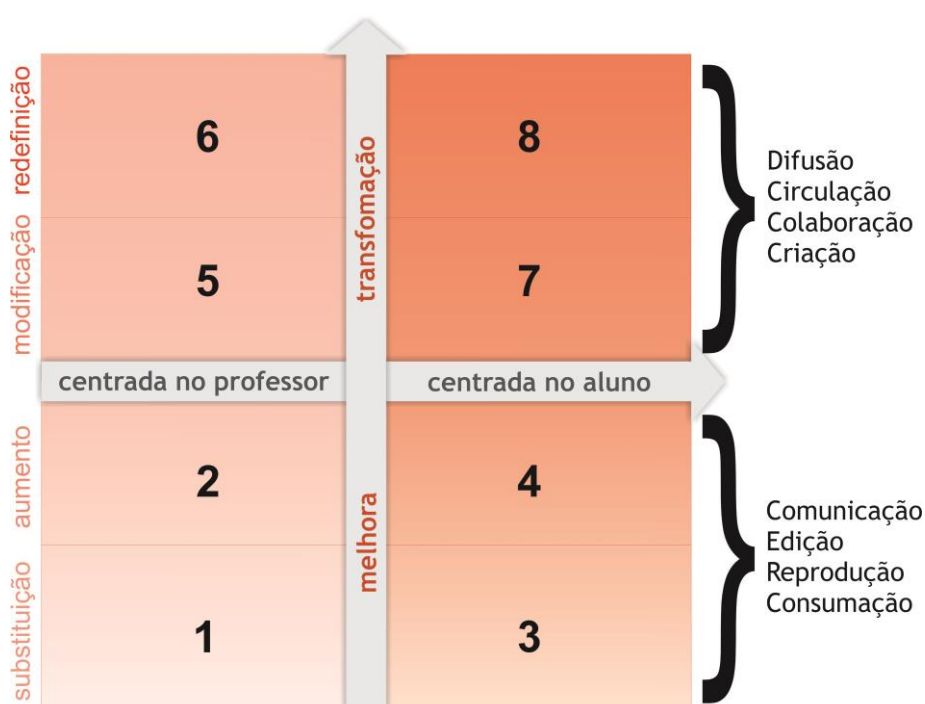 redefinição
6
8
transfomação
Difusão
Circulação
Colaboração
Criação
modificação
5
7
centrada no professor
centrada no aluno
aumento
2
4
melhora
Comunicação
Edição
Reprodução
Consumação
substituição
1
3